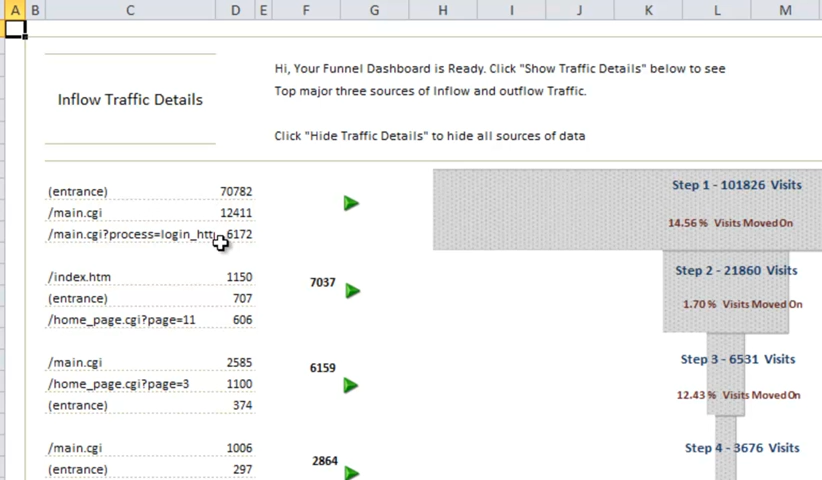 A B C D E F G H I J K L M
Hi, Your Funnel Dashboard is Ready. Click "Show Traffic Details" below to see
Top major three sources of Inflow and outflow Traffic.
Inflow Traffic Details
Click "Hide Traffic Details" to hide all sources of data
(entrance) 70782
/main.cgi 12411
/main.cgi?process=login_http 6172
Step 1 - 101826 Visits
14.56 % Visits Moved On
/index.htm 1150
(entrance) 707
/home_page.cgi?page=11 606
7037
Step 2 - 21860 Visits
1.70 % Visits Moved On
/main.cgi 2585
/home_page.cgi?page=3 1100
(entrance) 374
6159
Step 3 - 6531 Visits
12.43 % Visits Moved On
/main.cgi 1006
(entrance) 297
2864
Step 4 - 3676 Visits